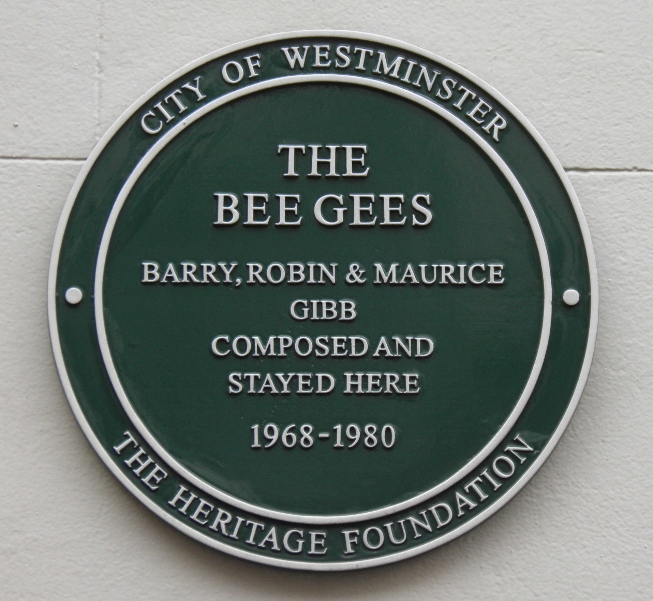 CITY OF WESTMINSTER
THE
BEE GEES
BARRY, ROBIN & MAURICE
GIBB
COMPOSED AND
STAYED HERE
1968-1980
THE HERITAGE FOUNDATION